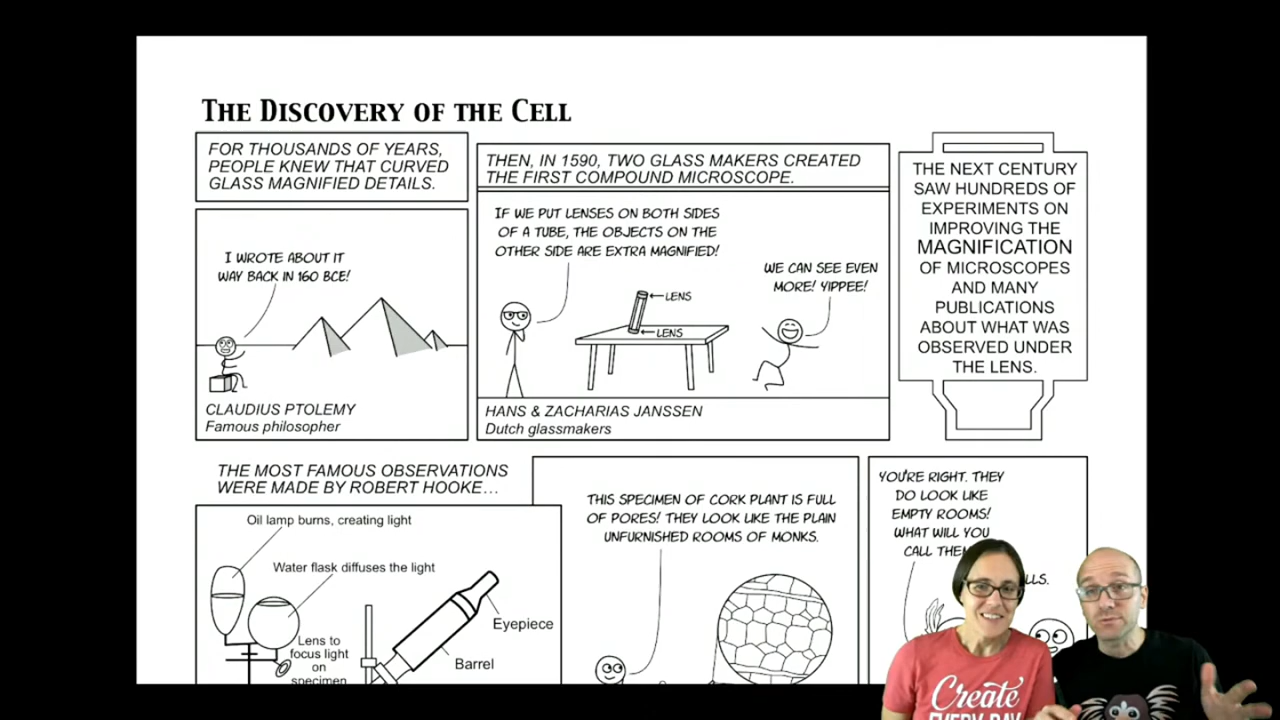 THE DISCOVERY OF THE CELL
FOR THOUSANDS OF YEARS,
PEOPLE KNEW THAT CURVED
GLASS MAGNIFIED DETAILS.
I WROTE ABOUT IT
WAY BACK IN 160 BCE!
CLAUDIUS PTOLEMY
Famous philosopher
THEN, IN 1590, TWO GLASS MAKERS CREATED
THE FIRST COMPOUND MICROSCOPE.
IF WE PUT LENSES ON BOTH SIDES
OF A TUBE, THE OBJECTS ON THE
OTHER SIDE ARE EXTRA MAGNIFIED!
LENS
LENS
WE CAN SEE EVEN
MORE! YIPPEE!
HANS & ZACHARIAS JANSSEN
Dutch glassmakers
THE NEXT CENTURY
SAW HUNDREDS OF
EXPERIMENTS ON
IMPROVING THE
MAGNIFICATION
OF MICROSCOPES
AND MANY
PUBLICATIONS
ABOUT WHAT WAS
OBSERVED UNDER
THE LENS.
THE MOST FAMOUS OBSERVATIONS
WERE MADE BY ROBERT HOOKE...
Oil lamp burns, creating light
Water flask diffuses the light
Lens to
focus light
on
specimen
Eyepiece
Barrel
THIS SPECIMEN OF CORK PLANT IS FULL
OF PORES! THEY LOOK LIKE THE PLAIN
UNFURNISHED ROOMS OF MONKS.
YOU'RE RIGHT. THEY
DO LOOK LIKE
EMPTY ROOMS!
WHAT WILL YOU
CALL
Create
EVERY DAY